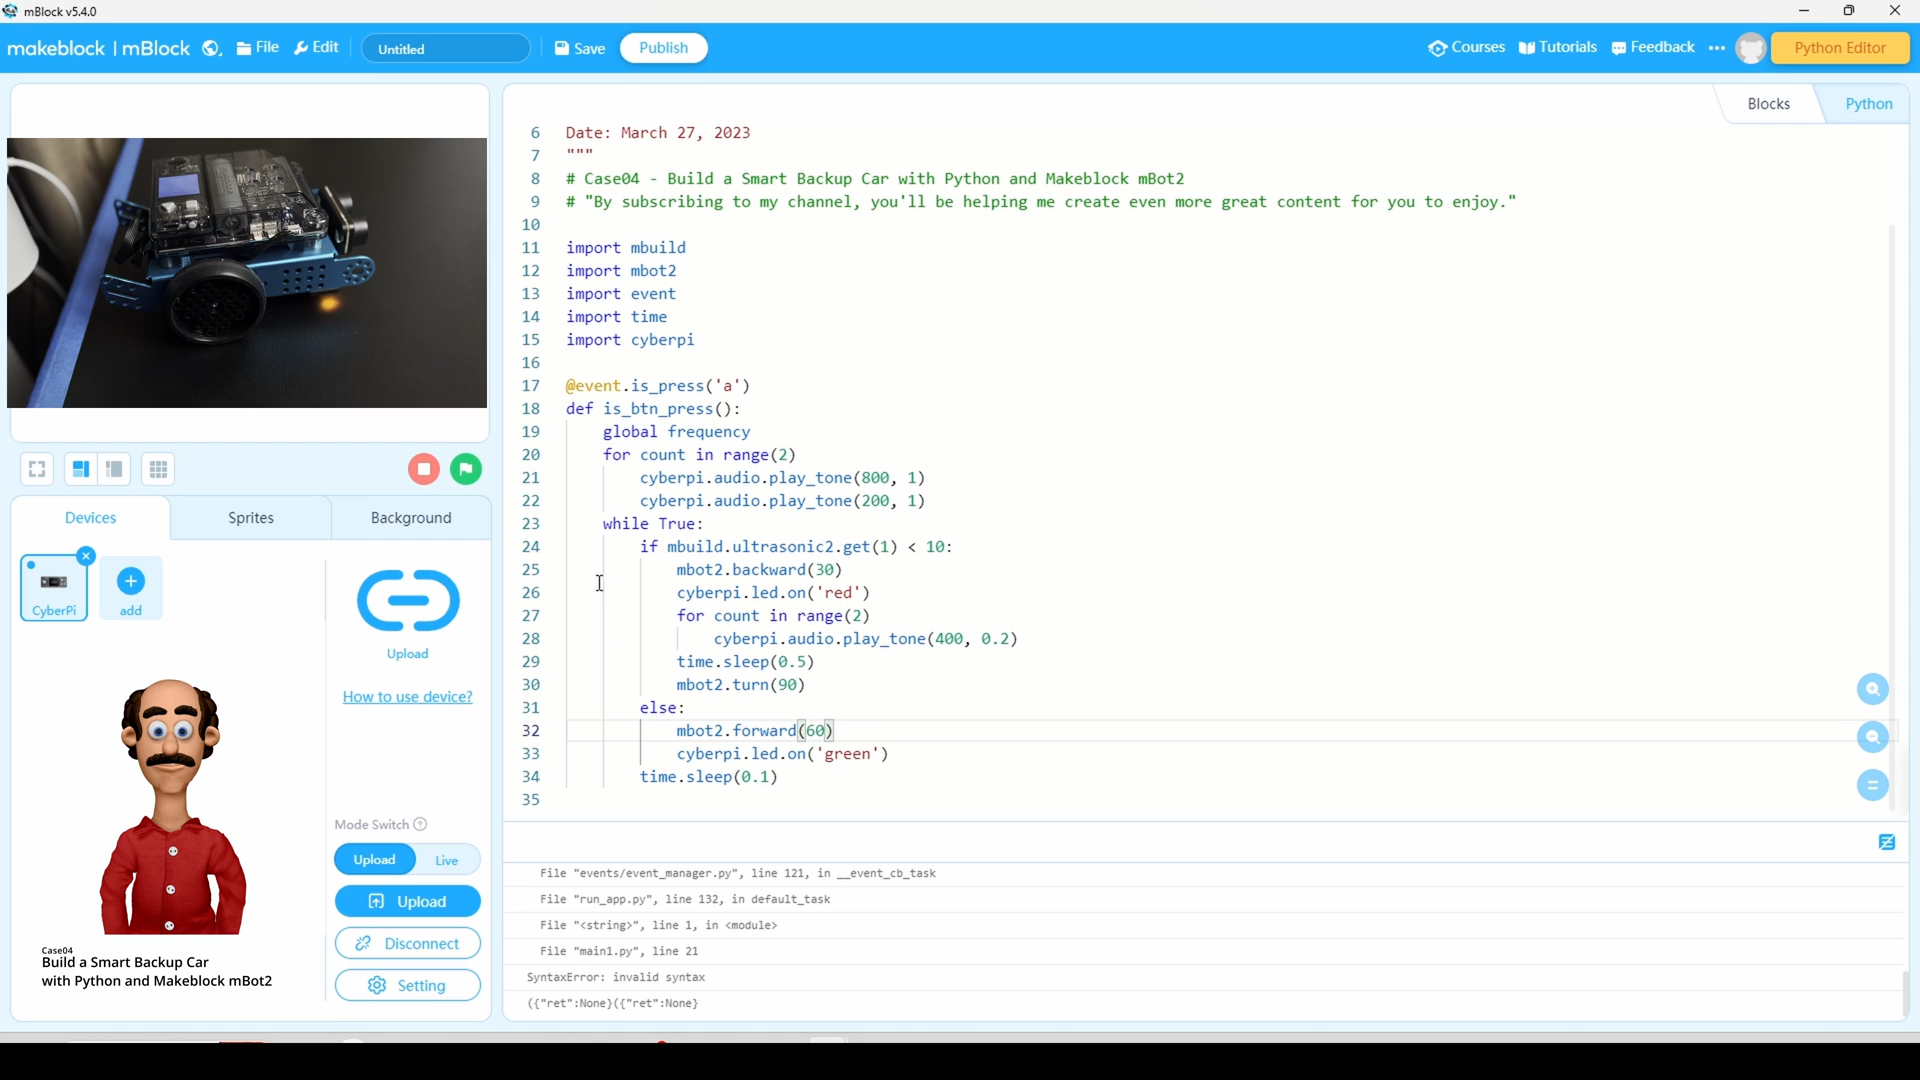 mBlock v5.4.0
makeblock | mBlock File Edit Untitled Save Publish Courses Tutorials Feedback Python Editor
Blocks Python
6 Date: March 27, 2023
7 """
8 # Case04 - Build a Smart Backup Car with Python and Makeblock mBot2
9 # "By subscribing to my channel, you'll be helping me create even more great content for you to enjoy."
10
11 import mbuild
12 import mbot2
13 import event
14 import time
15 import cyberpi
16
17 @event.is_press('a')
18 def is_btn_press():
19 global frequency
20 for count in range(2)
21 cyberpi.audio.play_tone(800, 1)
22 cyberpi.audio.play_tone(200, 1)
23 while True:
24 if mbuild.ultrasonic2.get(1) < 10:
25 mbot2.backward(30)
26 cyberpi.led.on('red')
27 for count in range(2)
28 cyberpi.audio.play_tone(400, 0.2)
29 time.sleep(0.5)
30 mbot2.turn(90)
31 else:
32 mbot2.forward(60)
33 cyberpi.led.on('green')
34 time.sleep(0.1)
35
Devices Sprites Background
CyberPi
add
Upload
How to use device?
Mode Switch ?
Upload Live
Upload
Disconnect
Setting
Case04
Build a Smart Backup Car
with Python and Makeblock mBot2
File "events/event_manager.py", line 121, in __event_cb_task
File "run_app.py", line 132, in default_task
File "<string>", line 1, in <module>
File "main1.py", line 21
SyntaxError: invalid syntax
({"ret":None}({"ret":None}